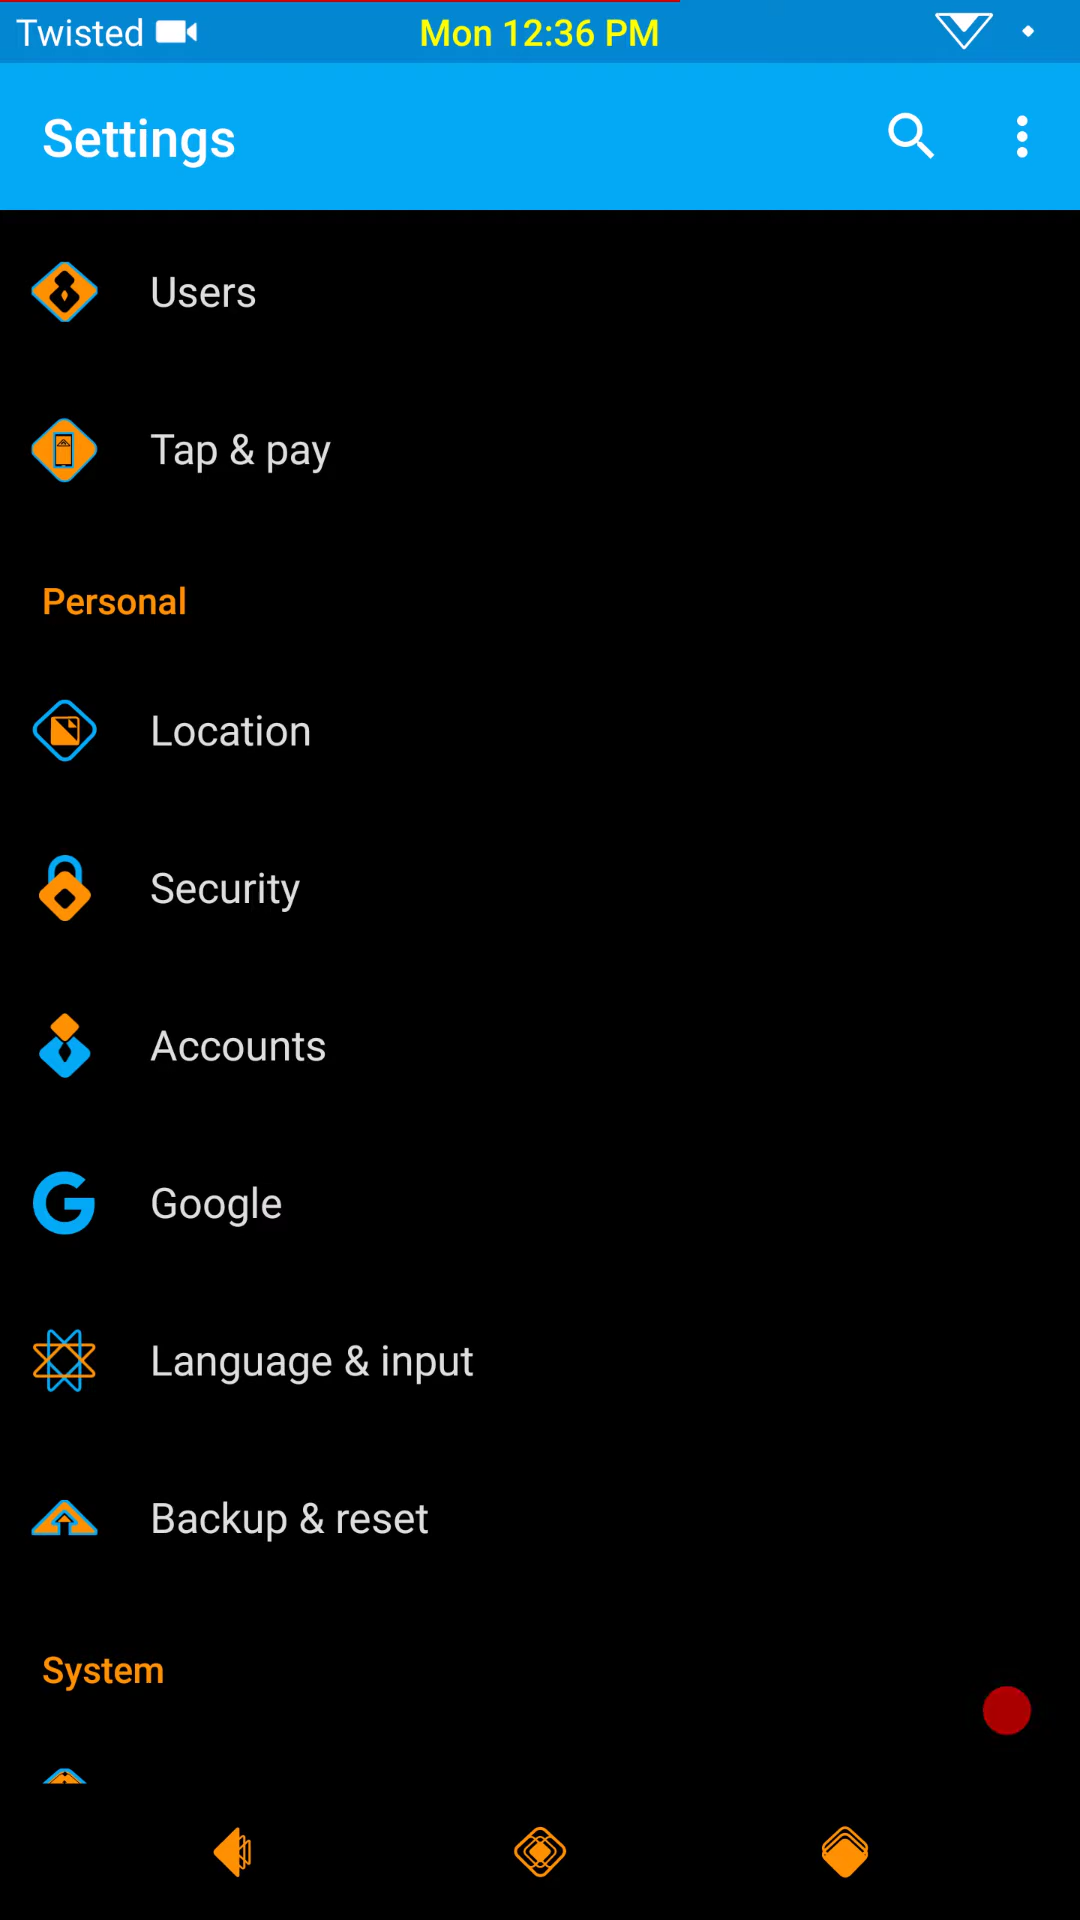 Twisted Mon 12:36 PM
Settings
Users
Tap & pay
Personal
Location
Security
Accounts
Google
Language & input
Backup & reset
System